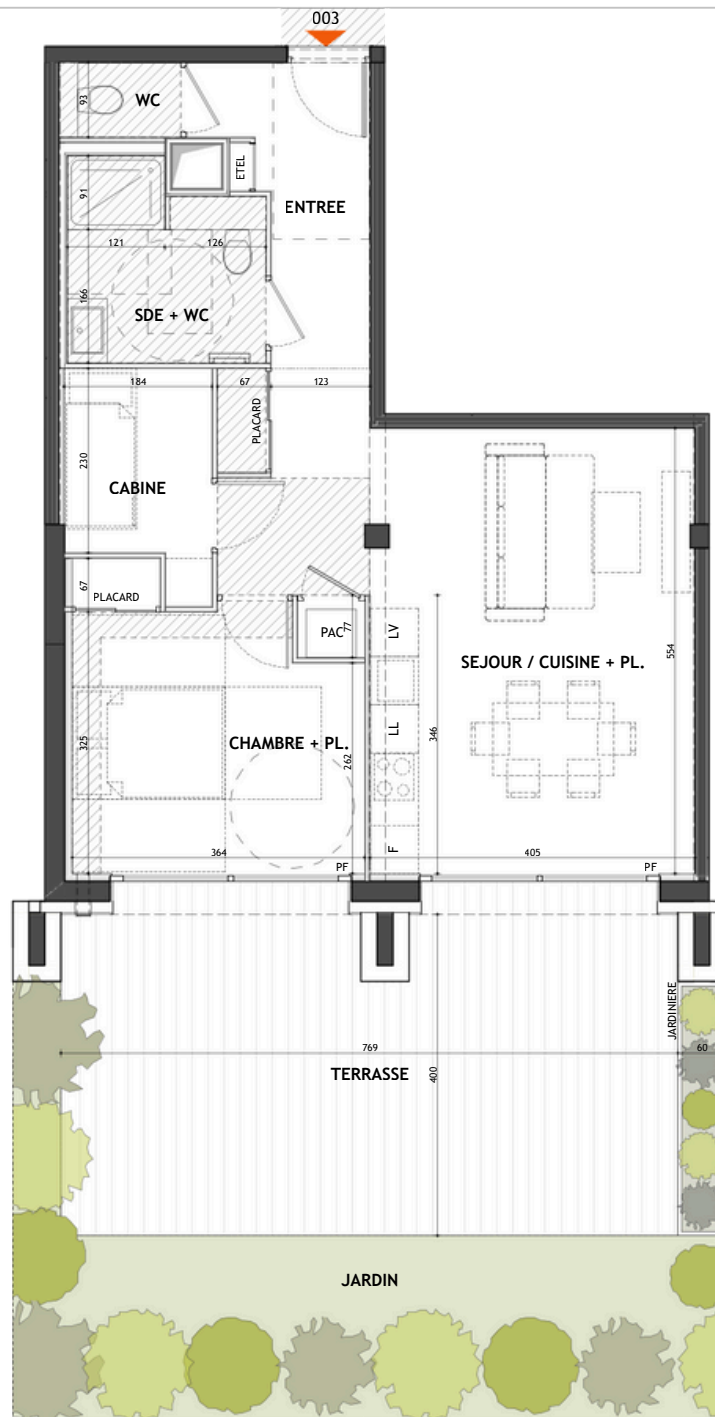 003
WC
93
ETEL
ENTREE
91
121
126
166
SDE + WC
184
67
123
PLACARD
230
CABINE
67
PLACARD
PAC
77
LV
SEJOUR / CUISINE + PL.
554
LL
346
325
CHAMBRE + PL.
262
F
364
PF
405
PF
JARDINIERE
769
60
TERRASSE
400
JARDIN